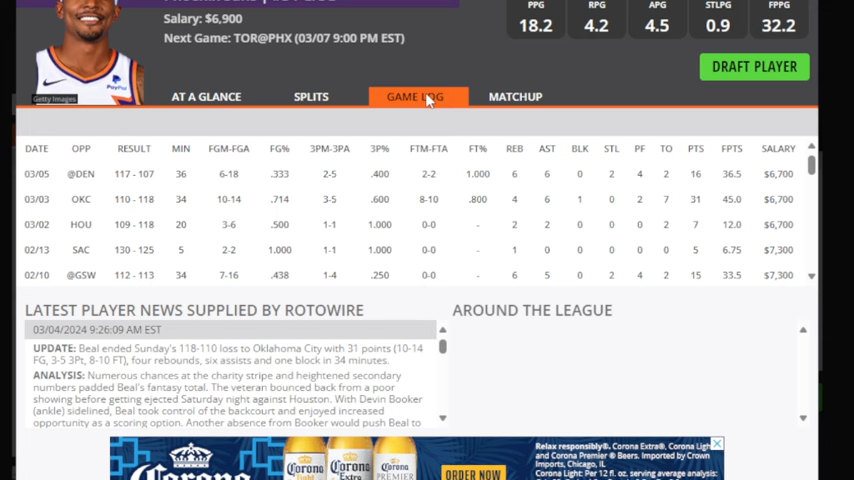 Salary: $6,900
Next Game: TOR@PHX (03/07 9:00 PM EST)
PPG RPG APG STLPG FPPG
18.2 4.2 4.5 0.9 32.2
DRAFT PLAYER
PayPal
Getty Images
AT A GLANCE SPLITS GAME LOG MATCHUP
DATE OPP RESULT MIN FGM-FGA FG% 3PM-3PA 3P% FTM-FTA FT% REB AST BLK STL PF TO PTS FPTS SALARY
03/05 @DEN 117 - 107 36 6-18 .333 2-5 .400 2-2 1.000 6 6 0 2 4 2 16 36.5 $6,700
03/03 OKC 110 - 118 34 10-14 .714 3-5 .600 8-10 .800 4 6 1 0 2 7 31 45.0 $6,700
03/02 HOU 109 - 118 20 3-6 .500 1-1 1.000 0-0 - 2 2 0 0 0 2 7 12.0 $6,700
02/13 SAC 130 - 125 5 2-2 1.000 1-1 1.000 0-0 - 1 0 0 0 0 0 5 6.75 $7,300
02/10 @GSW 112 - 113 34 7-16 .438 1-4 .250 0-0 - 6 5 0 2 4 2 15 33.5 $7,300
LATEST PLAYER NEWS SUPPLIED BY ROTOWIRE
AROUND THE LEAGUE
03/04/2024 9:26:09 AM EST
UPDATE: Beal ended Sunday's 118-110 loss to Oklahoma City with 31 points (10-14
FG, 3-5 3Pt, 8-10 FT), four rebounds, six assists and one block in 34 minutes.
ANALYSIS: Numerous chances at the charity stripe and heightened secondary
numbers padded Beal's fantasy total. The veteran bounced back from a poor
showing before getting ejected Saturday night against Houston. With Devin Booker
(ankle) sidelined, Beal took control of the backcourt and enjoyed increased
opportunity as a scoring option. Another absence from Booker would push Beal to
Corona
Corona Light
Corona Extra
Corona PREMIER
ORDER NOW
Relax responsibly®. Corona Extra®, Corona Light
and Corona Premier ® Beers. Imported by Crown
Imports, Chicago, IL
Corona Light: Per 12 fl. oz. serving average analysis: